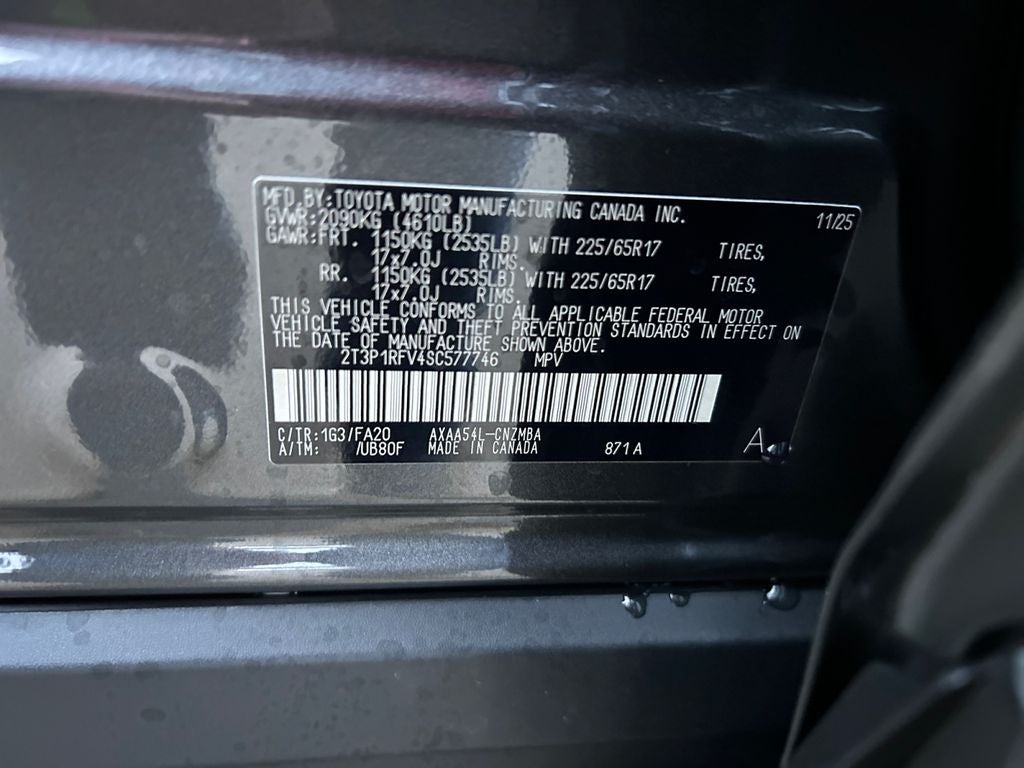 MFD.BY:TOYOTA MOTOR MANUFACTURING CANADA INC. 11/25
GVWR:2090KG (4610LB)
GAWR:FRT. 1150KG (2535LB) WITH 225/65R17 TIRES,
17x7.0J RIMS.
RR. 1150KG (2535LB) WITH 225/65R17 TIRES,
17x7.0J RIMS.
THIS VEHICLE CONFORMS TO ALL APPLICABLE FEDERAL MOTOR
VEHICLE SAFETY AND THEFT PREVENTION STANDARDS IN EFFECT ON
THE DATE OF MANUFACTURE SHOWN ABOVE.
2T3P1RFV4SC577746 MPV
C/TR:1G3/FA20 AXAA54L-CNZMBA
A/TM: /UB80F MADE IN CANADA 871A A